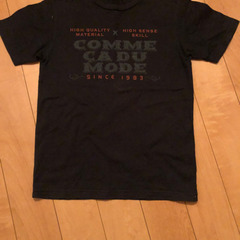 HIGH QUALITY MATERIAL × HIGH SENSE SKILL
COMME
CA DU
MODE
SINCE 1983